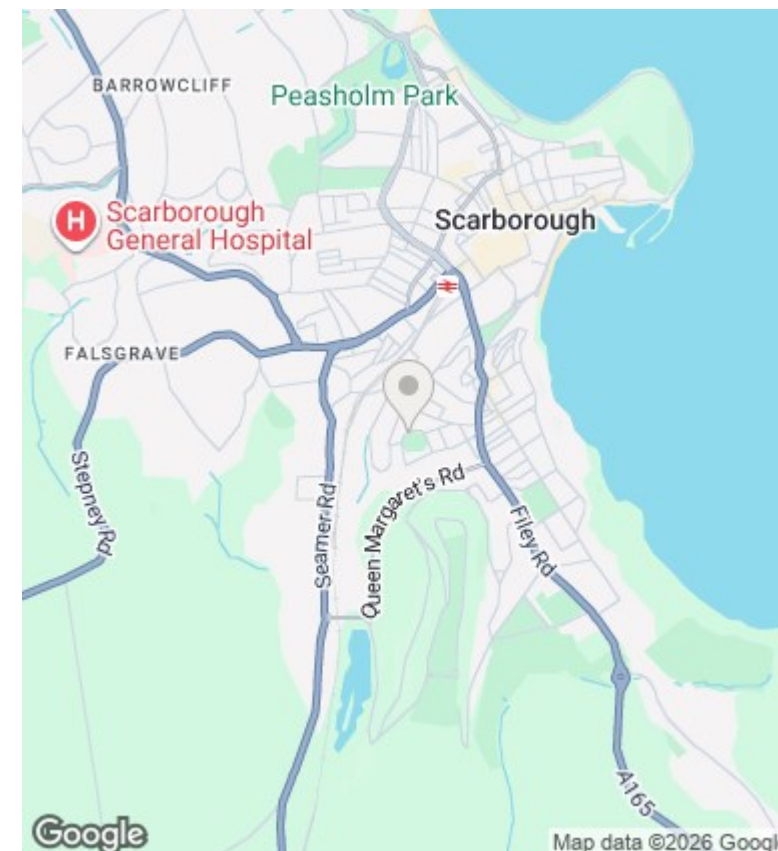 BARROWCLIFF
Peasholm Park
H
Scarborough
General Hospital
Scarborough
FALSGRAVE
Stepney Rd
Seamer Rd
Queen Margaret's Rd
Filey Rd
A165
Google
Map data ©2026 Googl